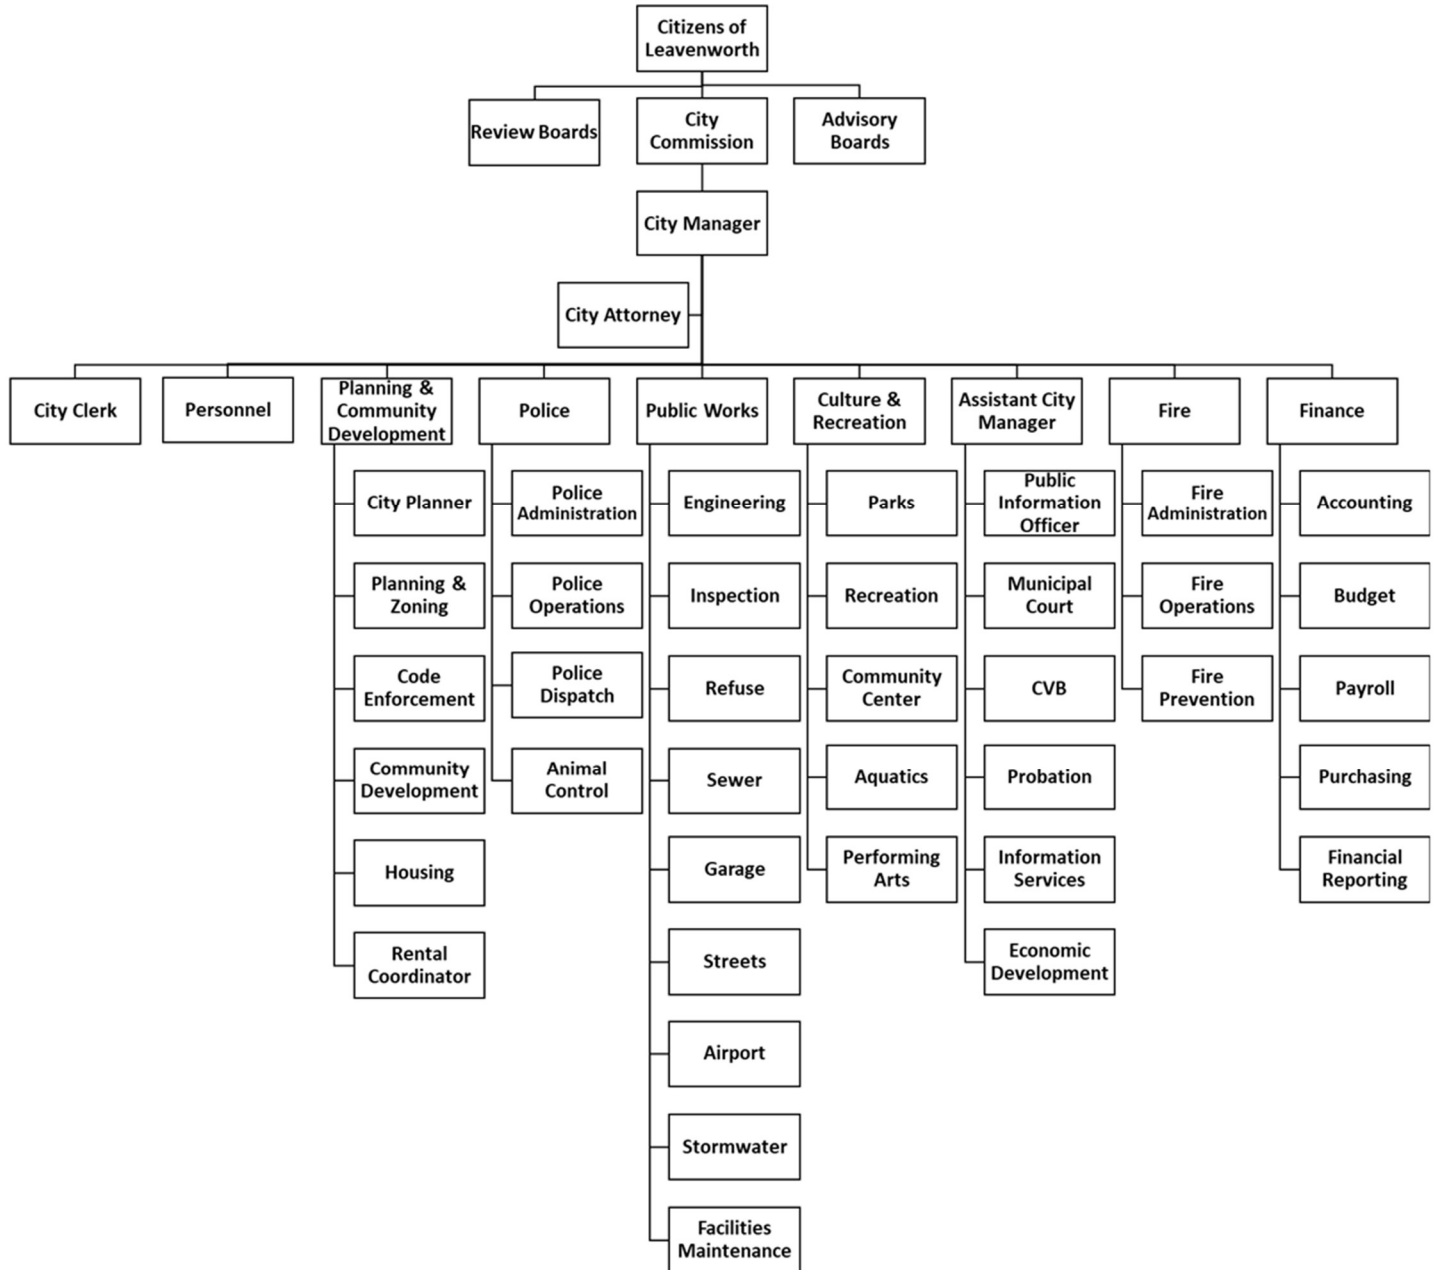 Citizens of
Leavenworth
Review Boards
City
Commission
Advisory
Boards
City Manager
City Attorney
City Clerk
Personnel
Planning &
Community
Development
Police
Public Works
Culture &
Recreation
Assistant City
Manager
Fire
Finance
City Planner
Planning &
Zoning
Code
Enforcement
Community
Development
Housing
Rental
Coordinator
Police
Administration
Police
Operations
Police
Dispatch
Animal
Control
Engineering
Inspection
Refuse
Sewer
Garage
Streets
Airport
Stormwater
Facilities
Maintenance
Parks
Recreation
Community
Center
Aquatics
Performing
Arts
Public
Information
Officer
Municipal
Court
CVB
Probation
Information
Services
Economic
Development
Fire
Administration
Fire
Operations
Fire
Prevention
Accounting
Budget
Payroll
Purchasing
Financial
Reporting